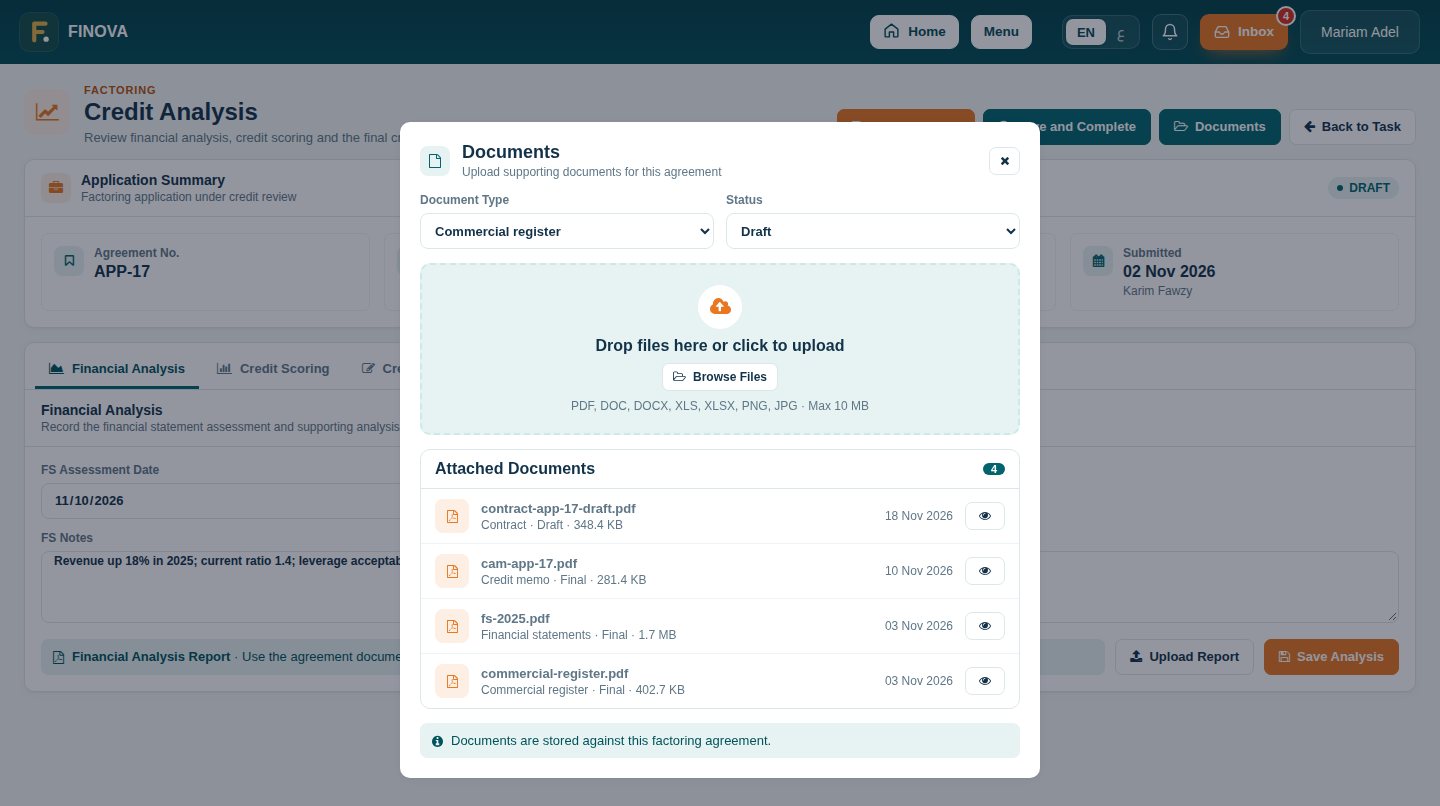 FINOVA
Home
Menu
EN
ع
Inbox
4
Mariam Adel
FACTORING
Credit Analysis
Review financial analysis, credit scoring and the final
e and Complete
Documents
Back to Task
Application Summary
Factoring application under credit review
DRAFT
Agreement No.
APP-17
Submitted
02 Nov 2026
Karim Fawzy
Financial Analysis
Credit Scoring
Financial Analysis
Record the financial statement assessment and supporting analysis
FS Assessment Date
11/10/2026
FS Notes
Revenue up 18% in 2025; current ratio 1.4; leverage
Financial Analysis Report · Use the agreement
Upload Report
Save Analysis
Documents
Upload supporting documents for this agreement
Document Type
Status
Commercial register
Draft
Drop files here or click to upload
Browse Files
PDF, DOC, DOCX, XLS, XLSX, PNG, JPG · Max 10 MB
Attached Documents
4
contract-app-17-draft.pdf
Contract · Draft · 348.4 KB
18 Nov 2026
cam-app-17.pdf
Credit memo · Final · 281.4 KB
10 Nov 2026
fs-2025.pdf
Financial statements · Final · 1.7 MB
03 Nov 2026
commercial-register.pdf
Commercial register · Final · 402.7 KB
03 Nov 2026
Documents are stored against this factoring agreement.